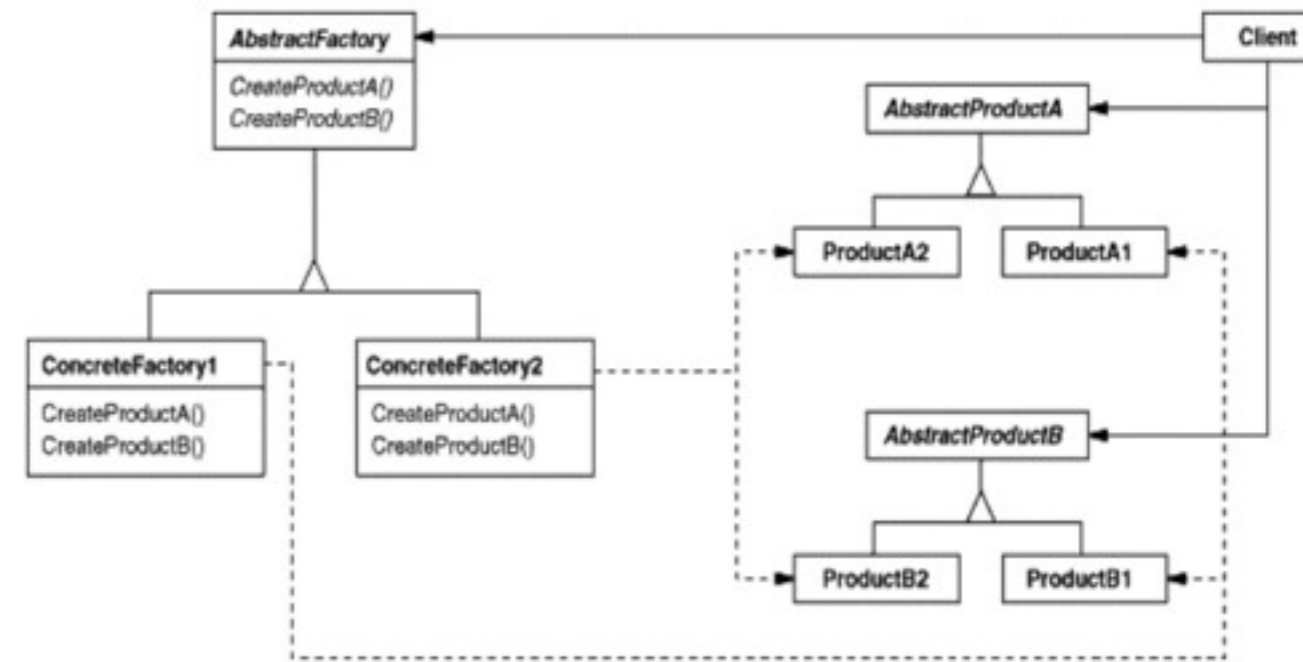 AbstractFactory
CreateProductA()
CreateProductB()
Client
AbstractProductA
ProductA2
ProductA1
ConcreteFactory1
CreateProductA()
CreateProductB()
ConcreteFactory2
CreateProductA()
CreateProductB()
AbstractProductB
ProductB2
ProductB1